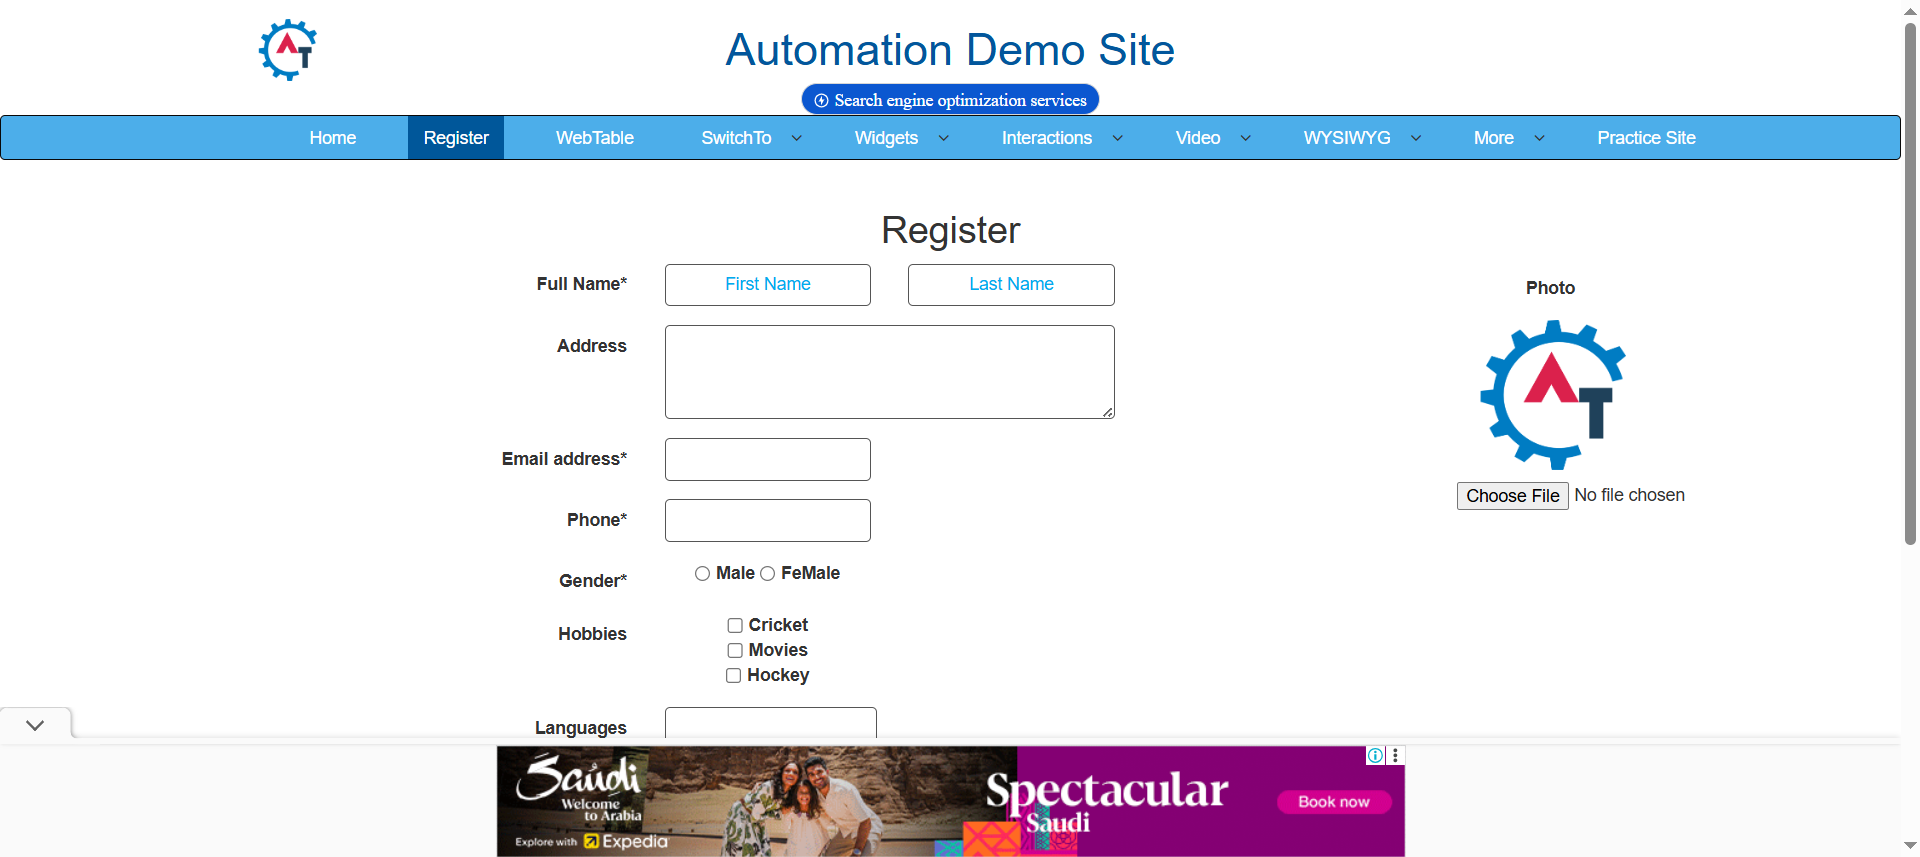 AT
Automation Demo Site
Search engine optimization services
Home Register WebTable SwitchTo Widgets Interactions Video WYSIWYG More Practice Site
Register
Full Name* First Name Last Name
Photo
Address
AT
Email address*
Choose File No file chosen
Phone*
Gender* Male FeMale
Hobbies Cricket
Movies
Hockey
Languages
Saudi
Welcome
to Arabia
Explore with Expedia
Spectacular
Saudi
Book now